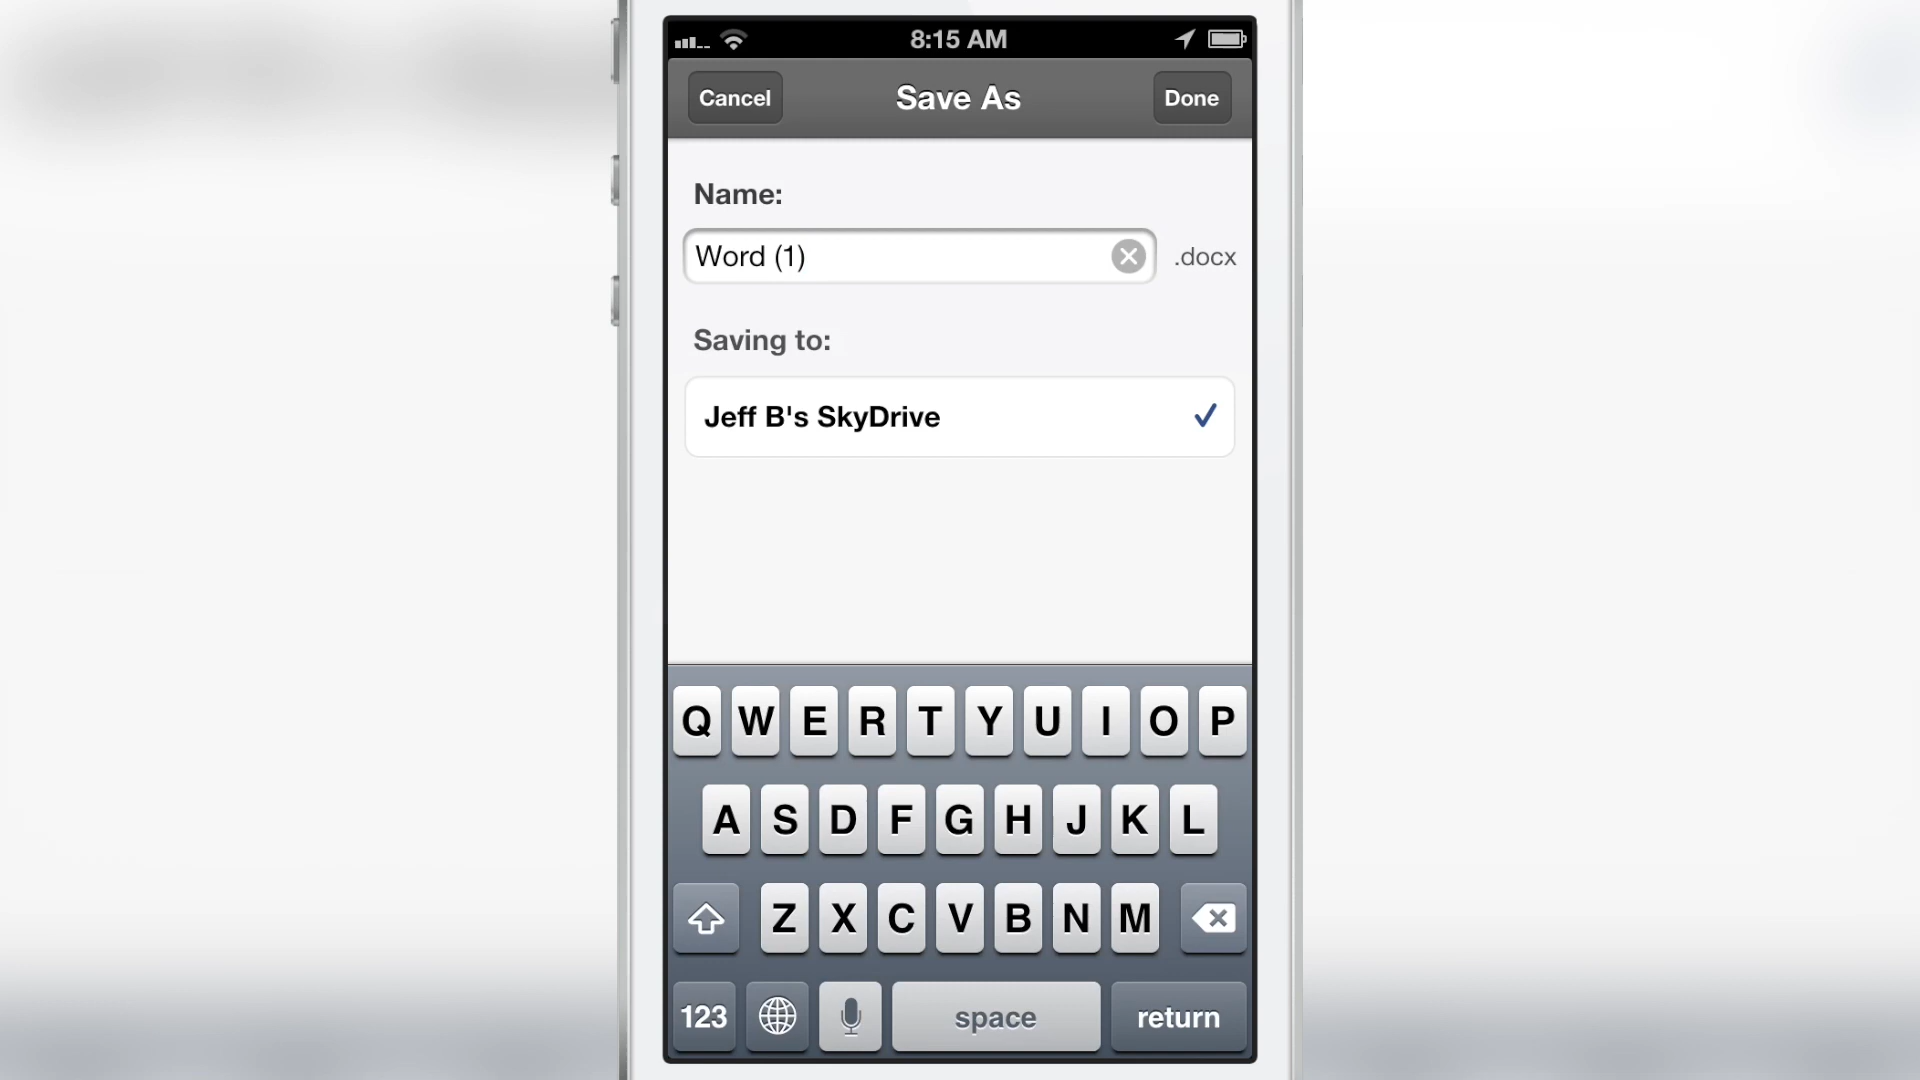 8:15 AM
Cancel
Save As
Done
Name:
Word (1)
.docx
Saving to:
Jeff B's SkyDrive
Q W E R T Y U I O P
A S D F G H J K L
Z X C V B N M
123
space
return